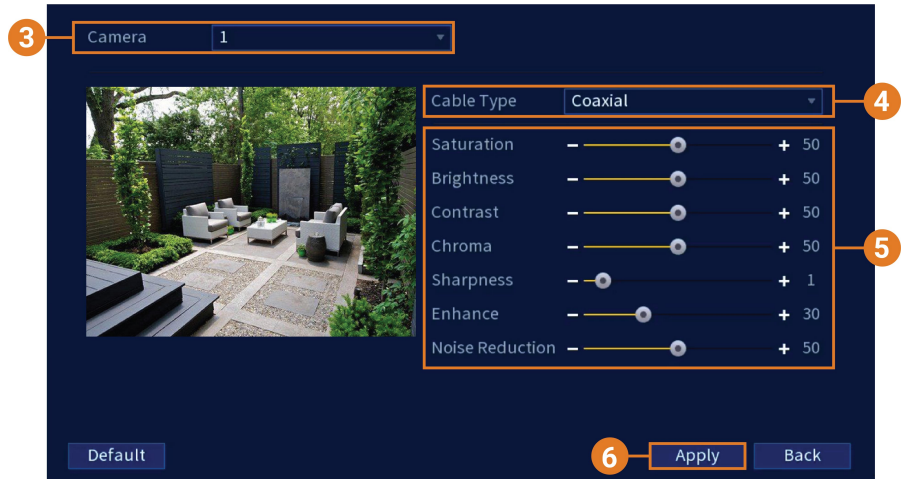 3 Camera 1
Cable Type Coaxial 4
Saturation - + 50
Brightness - + 50
Contrast - + 50
Chroma - + 50 5
Sharpness - + 1
Enhance - + 30
Noise Reduction - + 50
Default 6 Apply Back